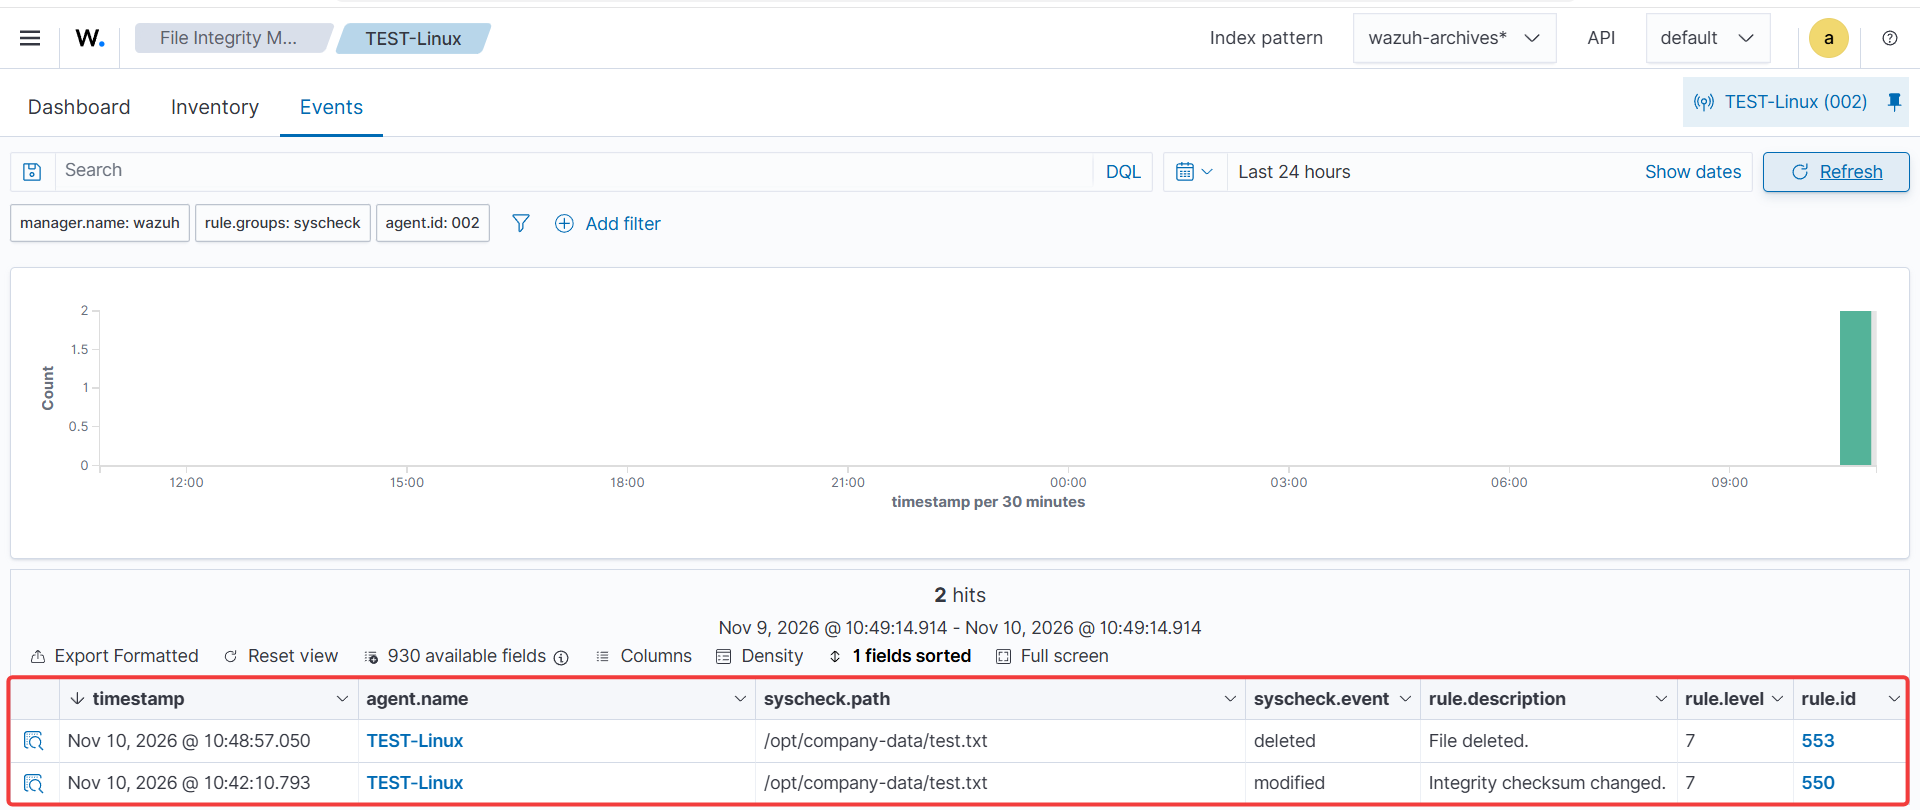 W. File Integrity M... TEST-Linux Index pattern wazuh-archives* API default a
Dashboard Inventory Events TEST-Linux (002)
Search DQL Last 24 hours Show dates Refresh
manager.name: wazuh rule.groups: syscheck agent.id: 002 Add filter
2
1.5
1
0.5
0
Count
12:00 15:00 18:00 21:00 00:00 03:00 06:00 09:00
timestamp per 30 minutes
2 hits
Nov 9, 2026 @ 10:49:14.914 - Nov 10, 2026 @ 10:49:14.914
Export Formatted Reset view 930 available fields Columns Density 1 fields sorted Full screen
timestamp agent.name syscheck.path syscheck.event rule.description rule.level rule.id
Nov 10, 2026 @ 10:48:57.050 TEST-Linux /opt/company-data/test.txt deleted File deleted. 7 553
Nov 10, 2026 @ 10:42:10.793 TEST-Linux /opt/company-data/test.txt modified Integrity checksum changed. 7 550